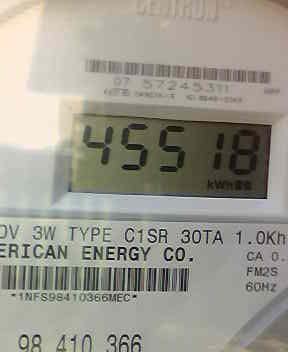 CENTRON
07 57245311
45518
kWh
0V 3W TYPE C1SR 30TA 1.0Kh
ERICAN ENERGY CO. CA 0.
FM2S
*1NFS98410366MEC* 60Hz
98 410 366